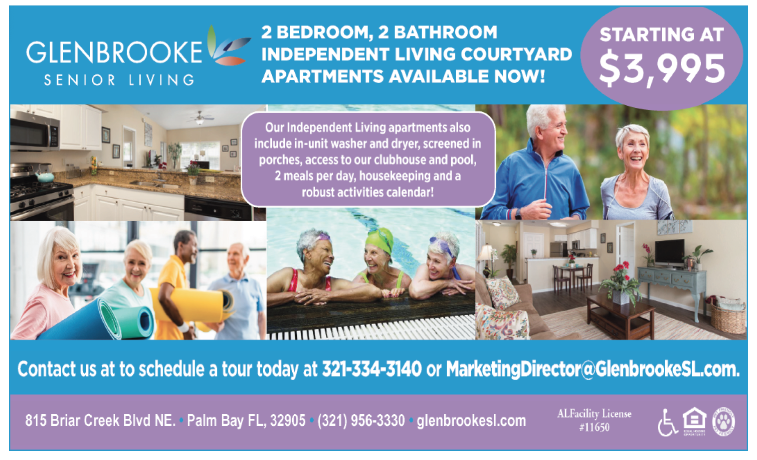 GLENBROOKE
SENIOR LIVING
2 BEDROOM, 2 BATHROOM
INDEPENDENT LIVING COURTYARD
APARTMENTS AVAILABLE NOW!
STARTING AT
$3,995
Our Independent Living apartments also
include in-unit washer and dryer, screened in
porches, access to our clubhouse and pool,
2 meals per day, housekeeping and a
robust activities calendar!
Contact us at to schedule a tour today at 321-334-3140 or MarketingDirector@GlenbrookeSL.com.
815 Briar Creek Blvd NE. • Palm Bay FL, 32905 • (321) 956-3330 • glenbrookesl.com
ALFacility License
#11650